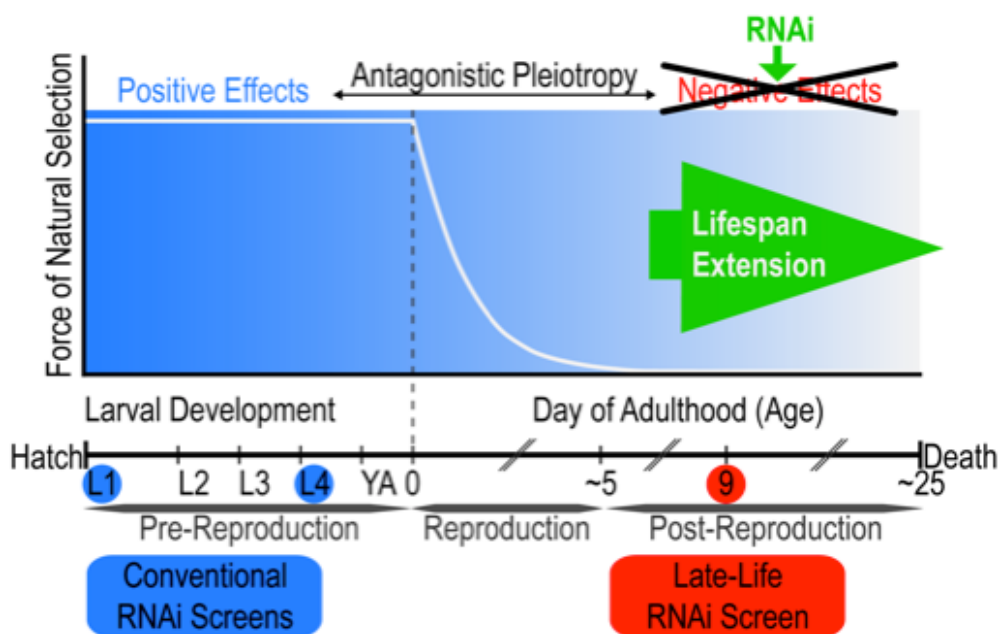 RNAi
Positive Effects
Antagonistic Pleiotropy
Negative Effects
Force of Natural Selection
Lifespan
Extension
Larval Development
Day of Adulthood (Age)
Hatch
Death
L1 L2 L3 L4 YA 0 ~5 9 ~25
Pre-Reproduction
Reproduction
Post-Reproduction
Conventional
RNAi Screens
Late-Life
RNAi Screen